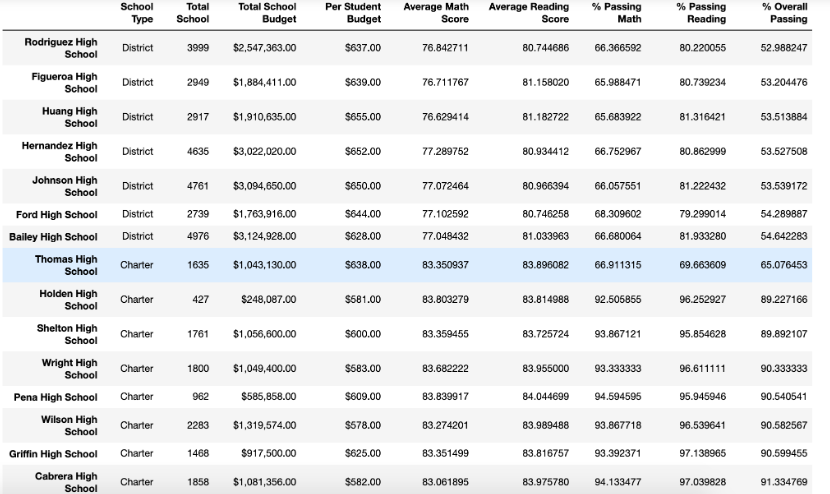 School Type Total School Total School Budget Per Student Budget Average Math Score Average Reading Score % Passing Math % Passing Reading % Overall Passing
Rodriguez High School District 3999 $2,547,363.00 $637.00 76.842711 80.744686 66.366592 80.220055 52.988247
Figueroa High School District 2949 $1,884,411.00 $639.00 76.711767 81.158020 65.988471 80.739234 53.204476
Huang High School District 2917 $1,910,635.00 $655.00 76.629414 81.182722 65.683922 81.316421 53.513884
Hernandez High School District 4635 $3,022,020.00 $652.00 77.289752 80.934412 66.752967 80.862999 53.527508
Johnson High School District 4761 $3,094,650.00 $650.00 77.072464 80.966394 66.057551 81.222432 53.539172
Ford High School District 2739 $1,763,916.00 $644.00 77.102592 80.746258 68.309602 79.299014 54.289887
Bailey High School District 4976 $3,124,928.00 $628.00 77.048432 81.033963 66.680064 81.933280 54.642283
Thomas High School Charter 1635 $1,043,130.00 $638.00 83.350937 83.896082 66.911315 69.663609 65.076453
Holden High School Charter 427 $248,087.00 $581.00 83.803279 83.814988 92.505855 96.252927 89.227166
Shelton High School Charter 1761 $1,056,600.00 $600.00 83.359455 83.725724 93.867121 95.854628 89.892107
Wright High School Charter 1800 $1,049,400.00 $583.00 83.682222 83.955000 93.333333 96.611111 90.333333
Pena High School Charter 962 $585,858.00 $609.00 83.839917 84.044699 94.594595 95.945946 90.540541
Wilson High School Charter 2283 $1,319,574.00 $578.00 83.274201 83.989488 93.867718 96.539641 90.582567
Griffin High School Charter 1468 $917,500.00 $625.00 83.351499 83.816757 93.392371 97.138965 90.599455
Cabrera High School Charter 1858 $1,081,356.00 $582.00 83.061895 83.975780 94.133477 97.039828 91.334769